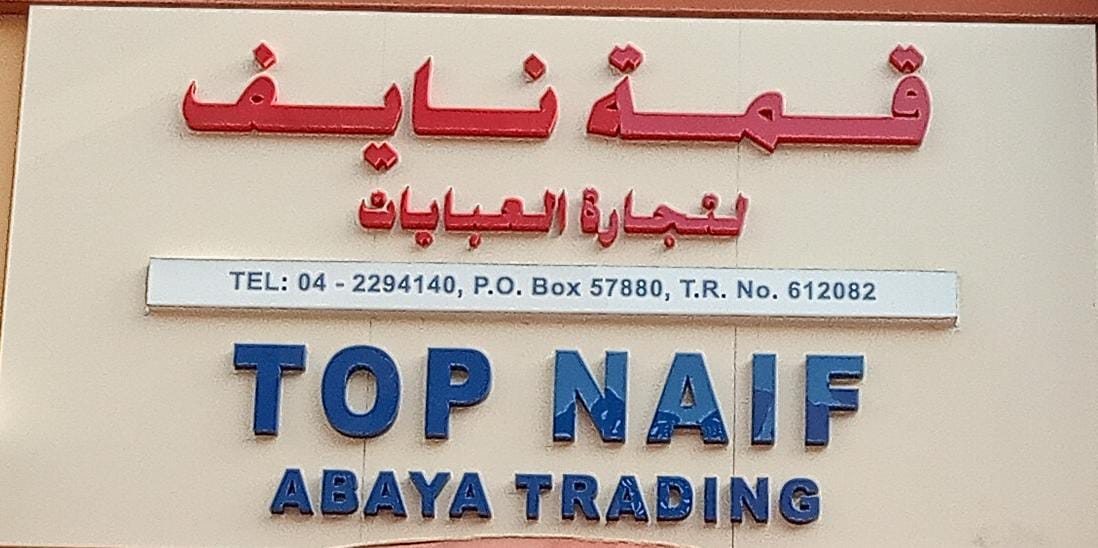 قمة نايف
لتجارة العبايات
TEL: 04 - 2294140, P.O. Box 57880, T.R. No. 612082
TOP NAIF
ABAYA TRADING